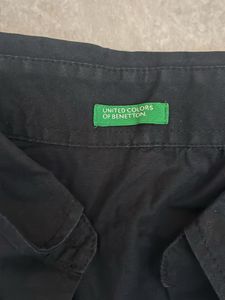 UNITED COLORS
OF BENETTON.